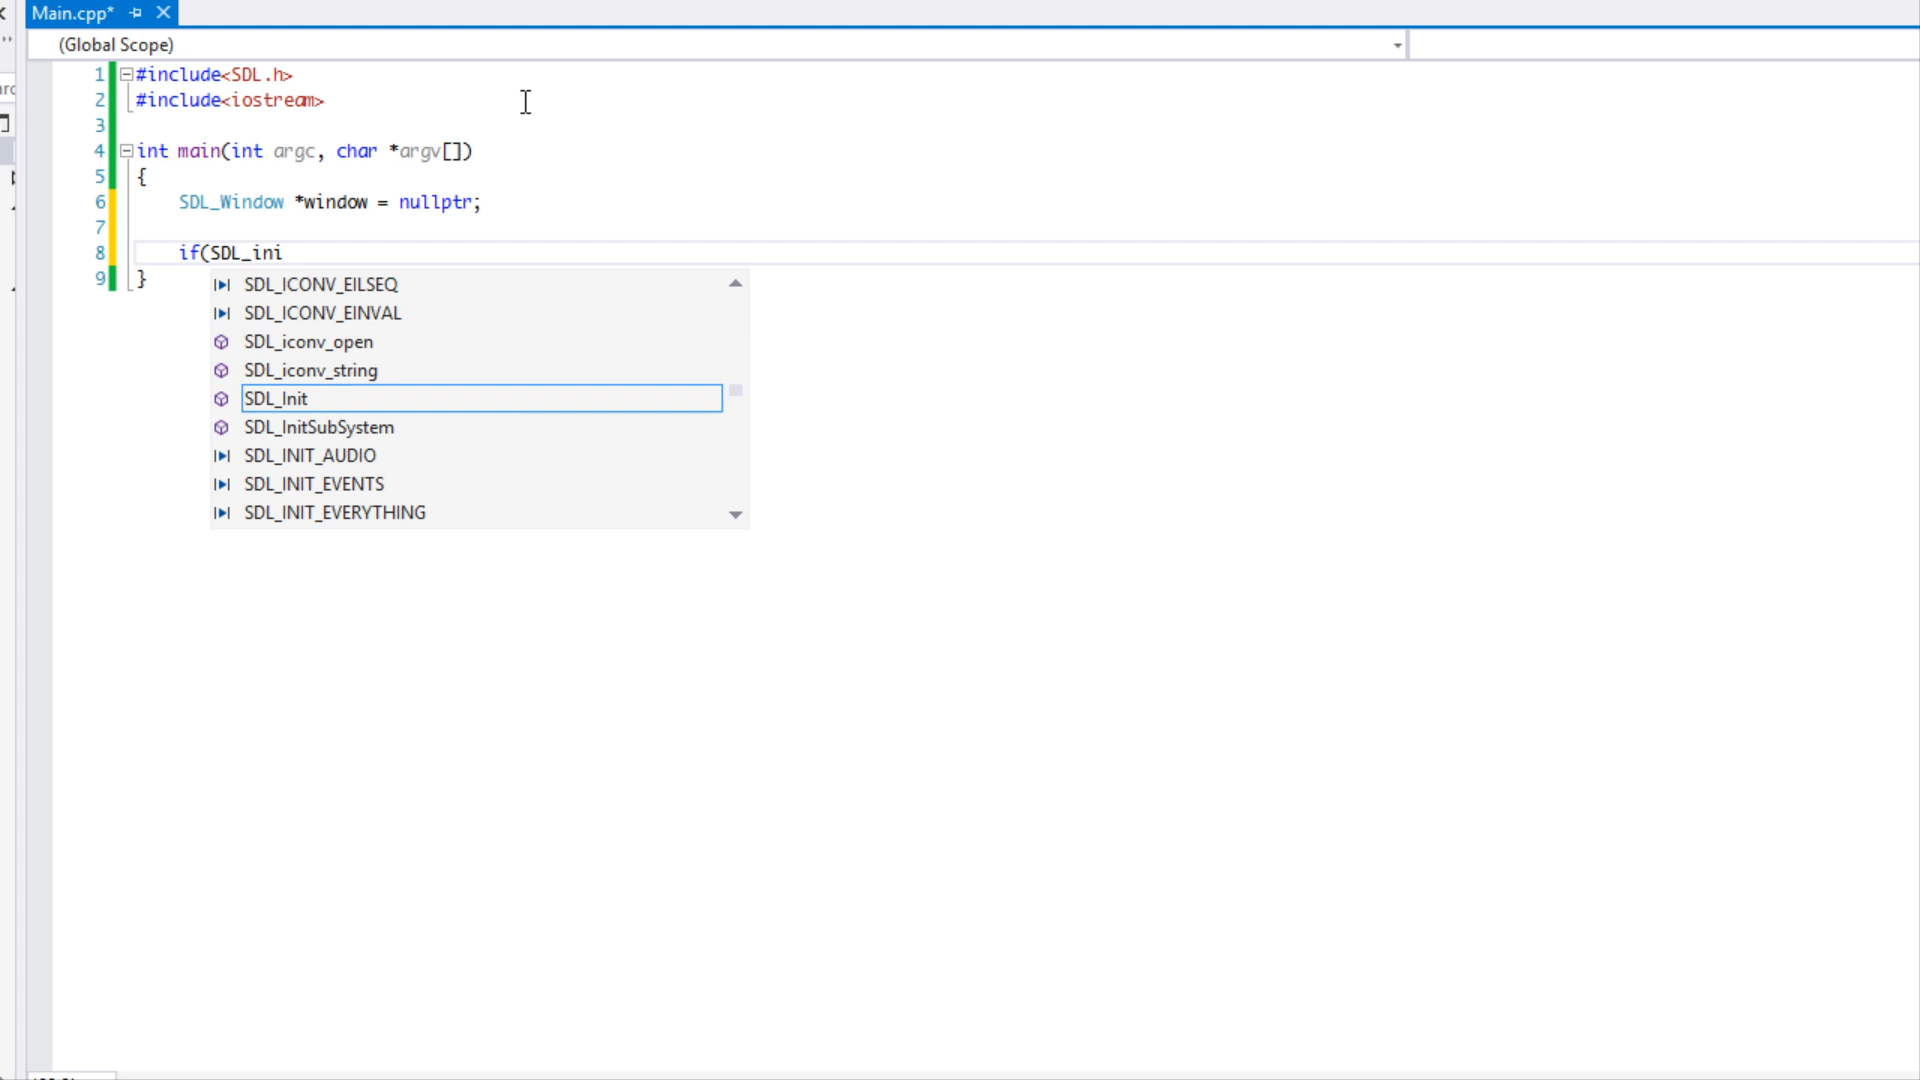 Main.cpp*
(Global Scope)
1 #include<SDL.h>
2 #include<iostream>
3
4 int main(int argc, char *argv[])
5 {
6 SDL_Window *window = nullptr;
7
8 if(SDL_ini
9 }
SDL_ICONV_EILSEQ
SDL_ICONV_EINVAL
SDL_iconv_open
SDL_iconv_string
SDL_Init
SDL_InitSubSystem
SDL_INIT_AUDIO
SDL_INIT_EVENTS
SDL_INIT_EVERYTHING